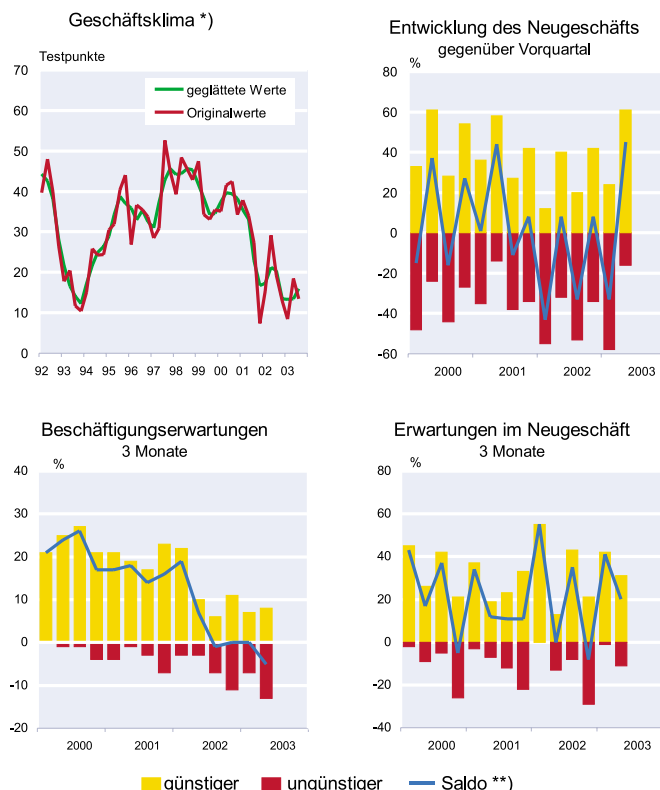 Geschäftsklima *)
Testpunkte
70
60
50
40
30
20
10
0
geglättete Werte
Originalwerte
92 93 94 95 96 97 98 99 00 01 02 03
Entwicklung des Neugeschäfts
gegenüber Vorquartal
%
80
60
40
20
0
-20
-40
-60
2000 2001 2002 2003
Beschäftigungserwartungen
3 Monate
%
40
30
20
10
0
-10
-20
2000 2001 2002 2003
Erwartungen im Neugeschäft
3 Monate
%
80
60
40
20
0
-20
-40
2000 2001 2002 2003
günstiger ungünstiger Saldo **)